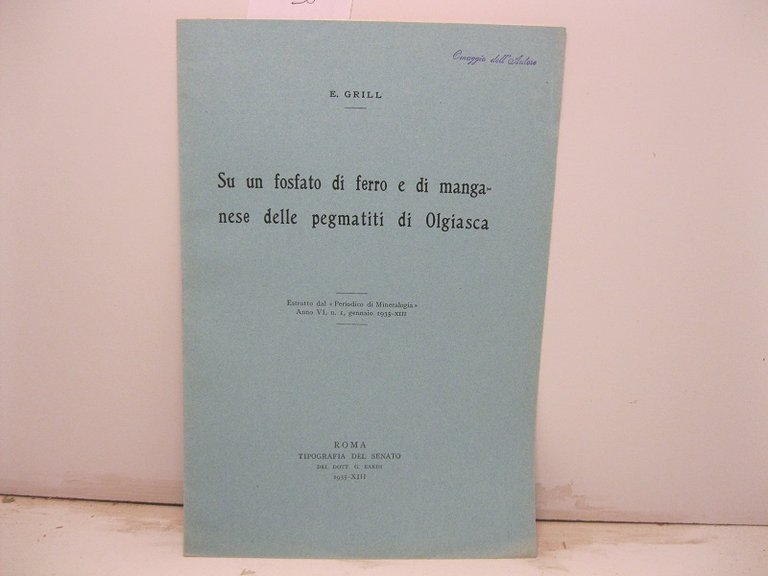 Omaggio dell'Autore
E. GRILL
Su un fosfato di ferro e di manga-
nese delle pegmatiti di Olgiasca
Estratto dal « Periodico di Mineralogia »
Anno VI, n. 1, gennaio 1935-XIII
ROMA
TIPOGRAFIA DEL SENATO
DEL DOTT. G. BARDI
1935-XIII